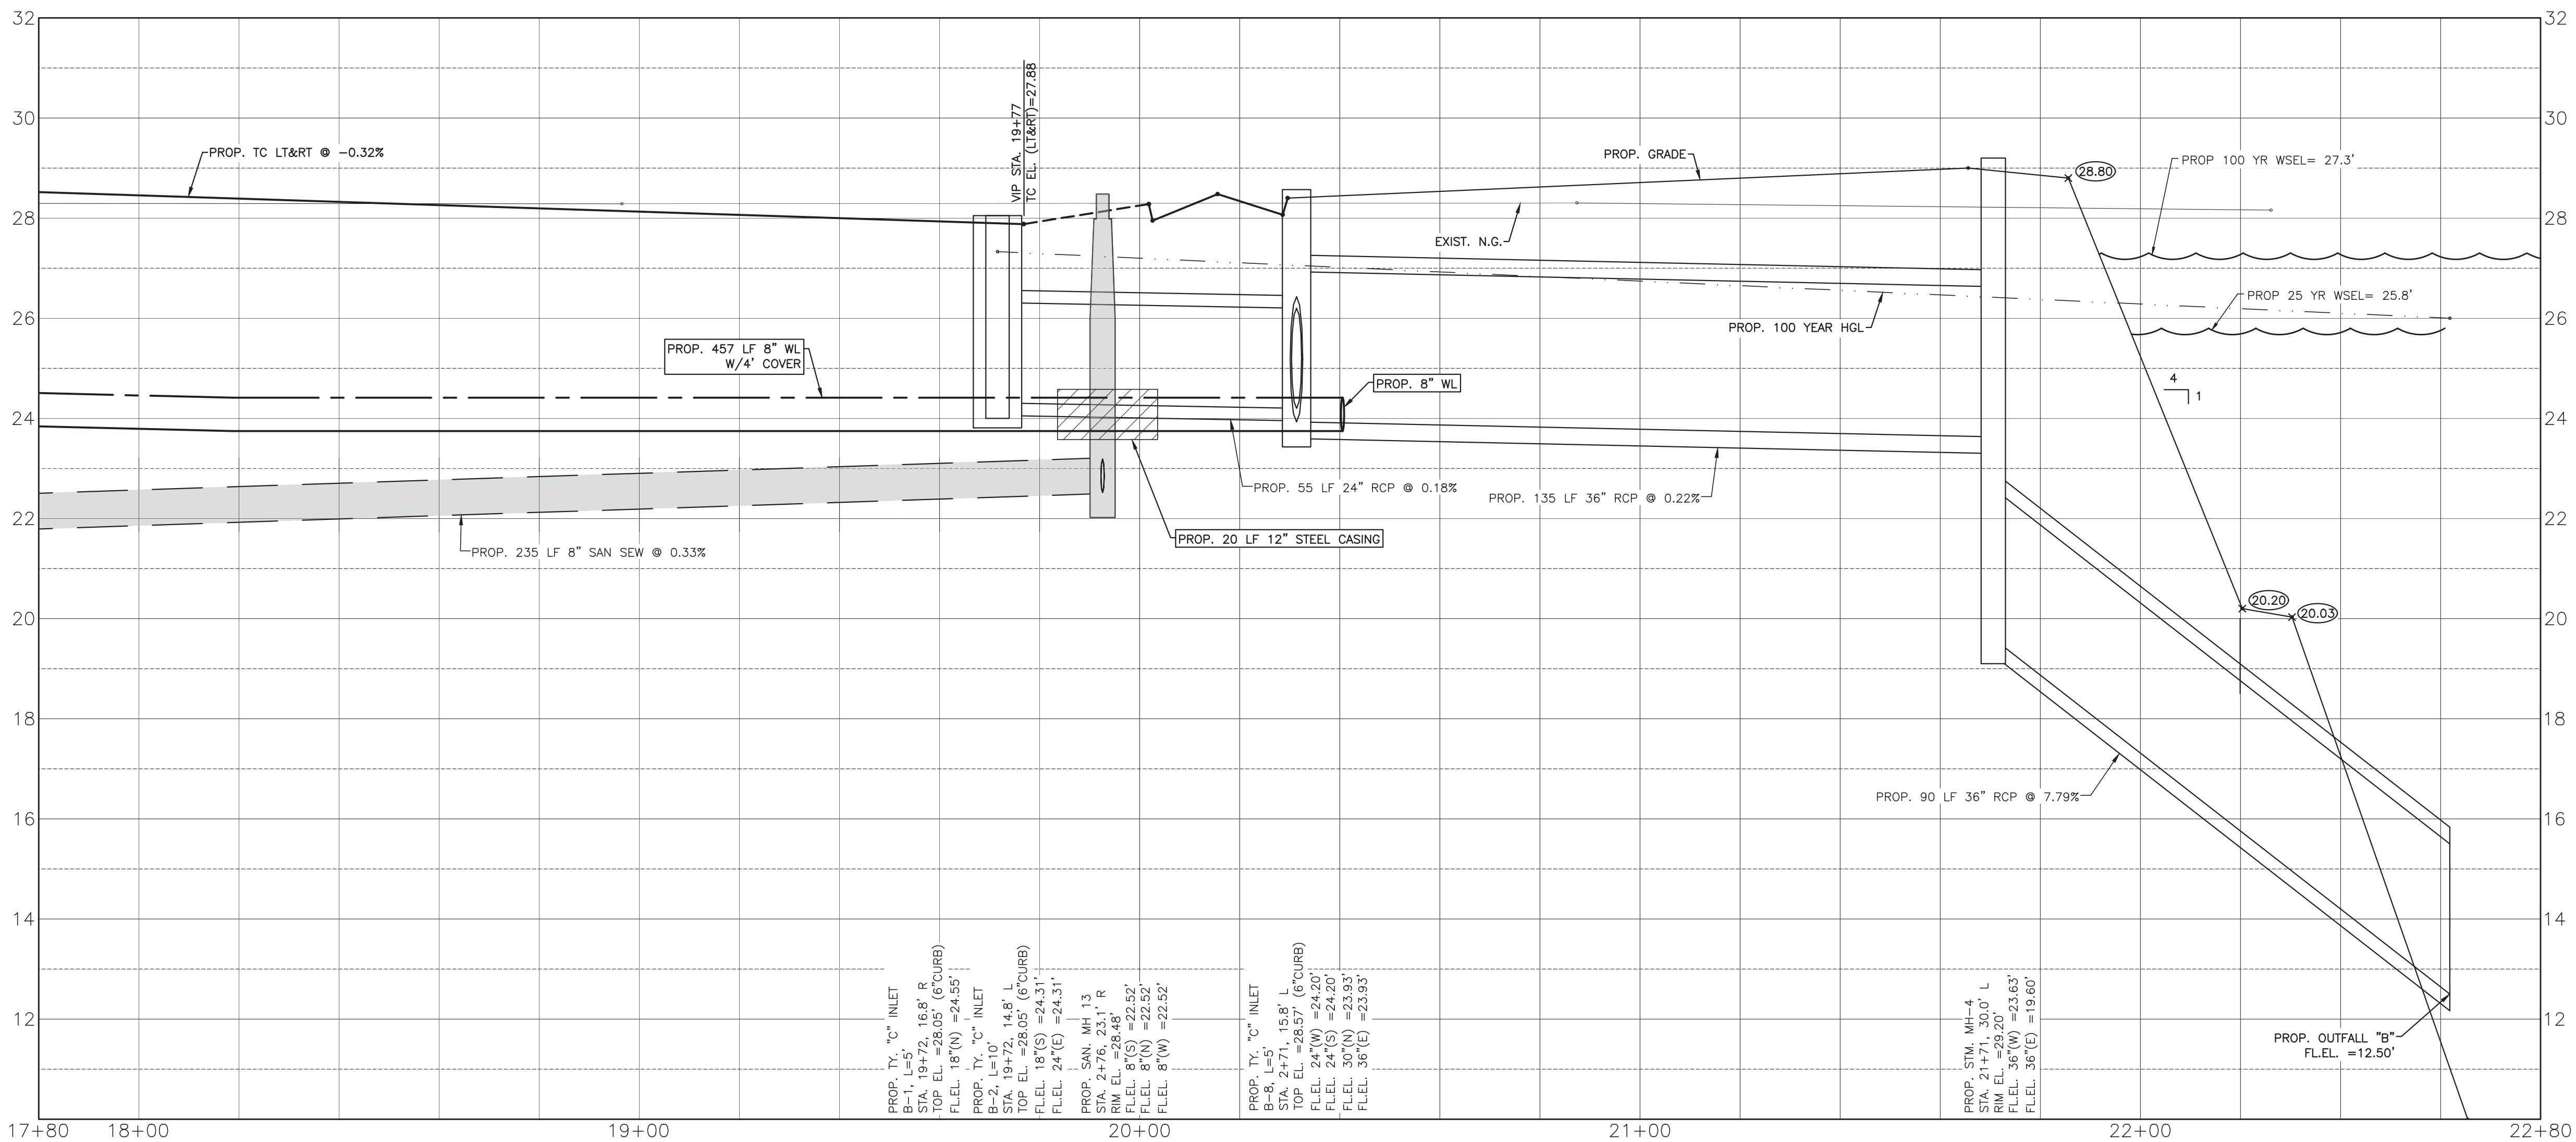 32
32
30
30
28
28
26
26
24
24
22
22
20
20
18
18
16
16
14
14
12
12
PROP. TC LT&RT @ -0.32%
VIP STA. 19+77
TC EL. (LT&RT)=27.88
PROP. GRADE
EXIST. N.G.
28.80
PROP 100 YR WSEL= 27.3'
PROP 25 YR WSEL= 25.8'
PROP. 100 YEAR HGL
PROP. 457 LF 8" WL
W/4' COVER
PROP. 8" WL
4
1
PROP. 55 LF 24" RCP @ 0.18%
PROP. 135 LF 36" RCP @ 0.22%
PROP. 20 LF 12" STEEL CASING
PROP. 235 LF 8" SAN SEW @ 0.33%
20.20
20.03
PROP. 90 LF 36" RCP @ 7.79%
PROP. OUTFALL "B"
FL.EL. =12.50'
PROP. TY. "C" INLET
B-1, L=5'
STA. 19+72, 16.8' R
TOP EL. =28.05' (6"CURB)
FL.EL. 18"(N) =24.55'
PROP. TY. "C" INLET
B-2, L=10'
STA. 19+72, 14.8' L
TOP EL. =28.05' (6"CURB)
FL.EL. 18"(S) =24.31'
FL.EL. 24"(E) =24.31'
PROP. SAN. MH 13
STA. 2+76, 23.1' R
RIM EL. =28.48'
FL.EL. 8"(S) =22.52'
FL.EL. 8"(N) =22.52'
FL.EL. 8"(W) =22.52'
PROP. TY. "C" INLET
B-8, L=5'
STA. 2+71, 15.8' L
TOP EL. =28.57' (6"CURB)
FL.EL. 24"(W) =24.20'
FL.EL. 24"(S) =24.20'
FL.EL. 30"(N) =23.93'
FL.EL. 36"(E) =23.93'
PROP. STM. MH-4
STA. 21+71, 30.0' L
RIM EL. =29.20'
FL.EL. 36"(W) =23.63'
FL.EL. 36"(E) =19.60'
17+80
18+00
19+00
20+00
21+00
22+00
22+80